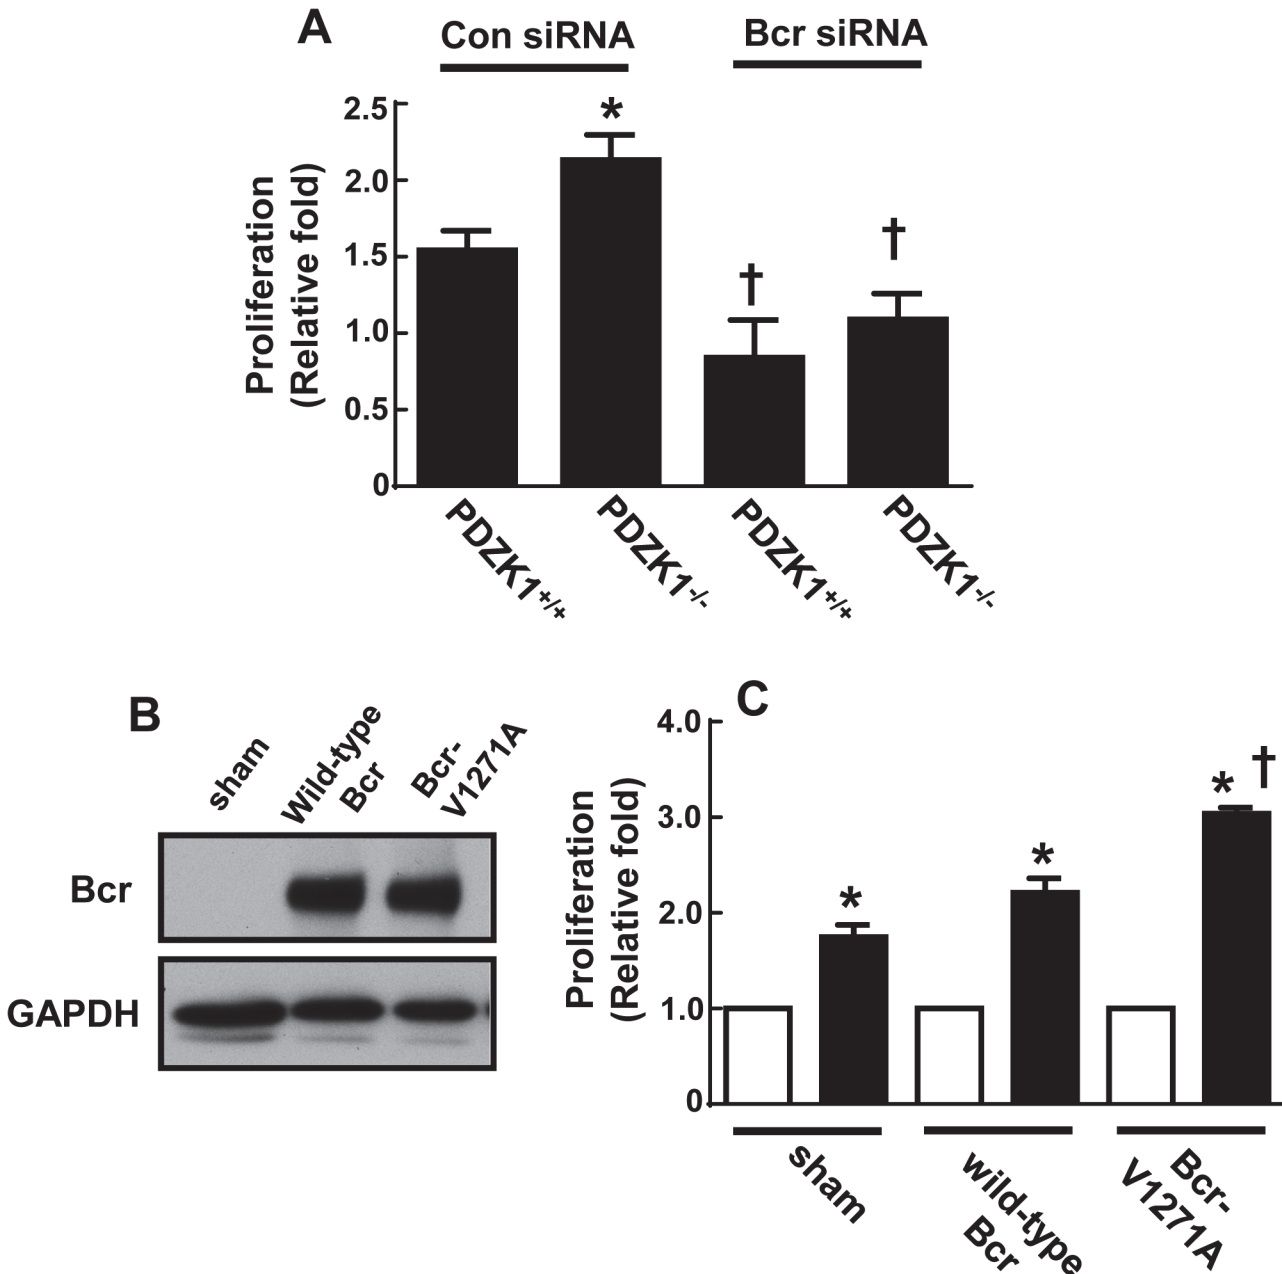 A
Con siRNA
Bcr siRNA
Proliferation
(Relative fold)
2.5
2.0
1.5
1.0
0.5
0
*
†
†
PDZK1+/+
PDZK1-/-
PDZK1+/+
PDZK1-/-
B
sham
Wild-type
Bcr
Bcr-
V1271A
Bcr
GAPDH
C
Proliferation
(Relative fold)
4.0
3.0
2.0
1.0
0
*
*
* †
sham
wild-type
Bcr
Bcr-
V1271A